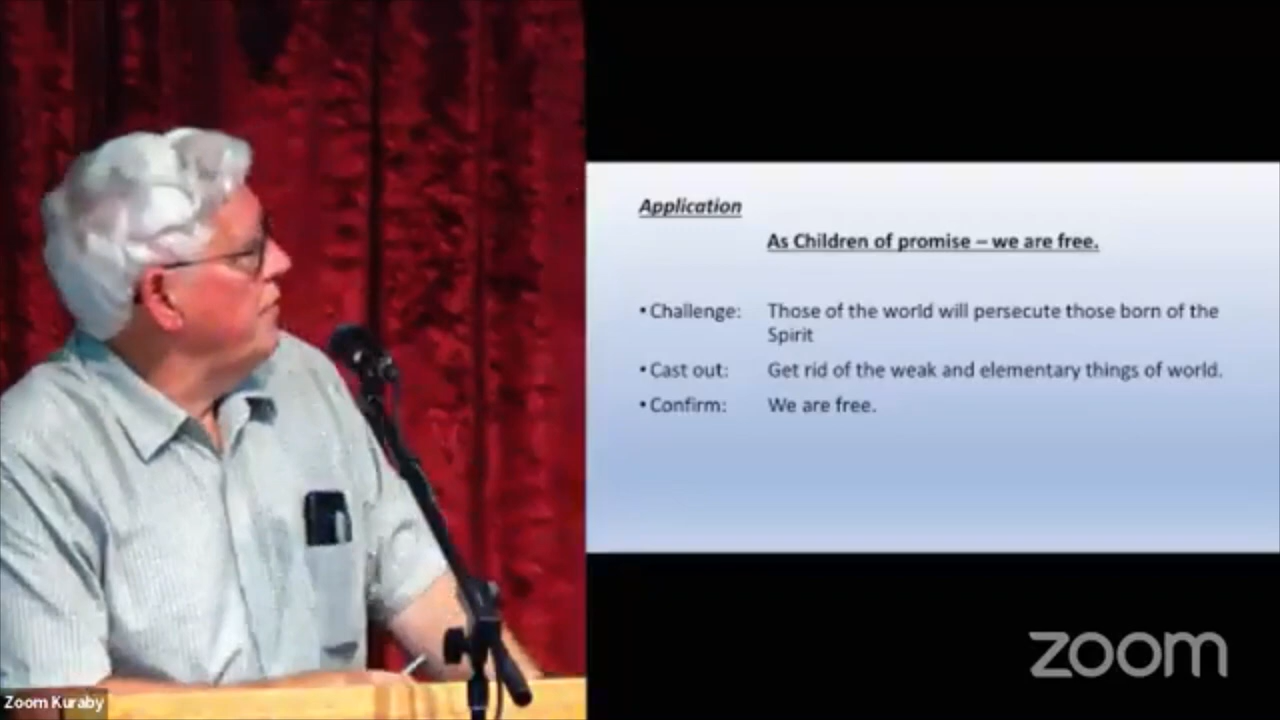 Application
As Children of promise – we are free.
• Challenge: Those of the world will persecute those born of the
Spirit
• Cast out: Get rid of the weak and elementary things of world.
• Confirm: We are free.
zoom
Zoom Kuraby